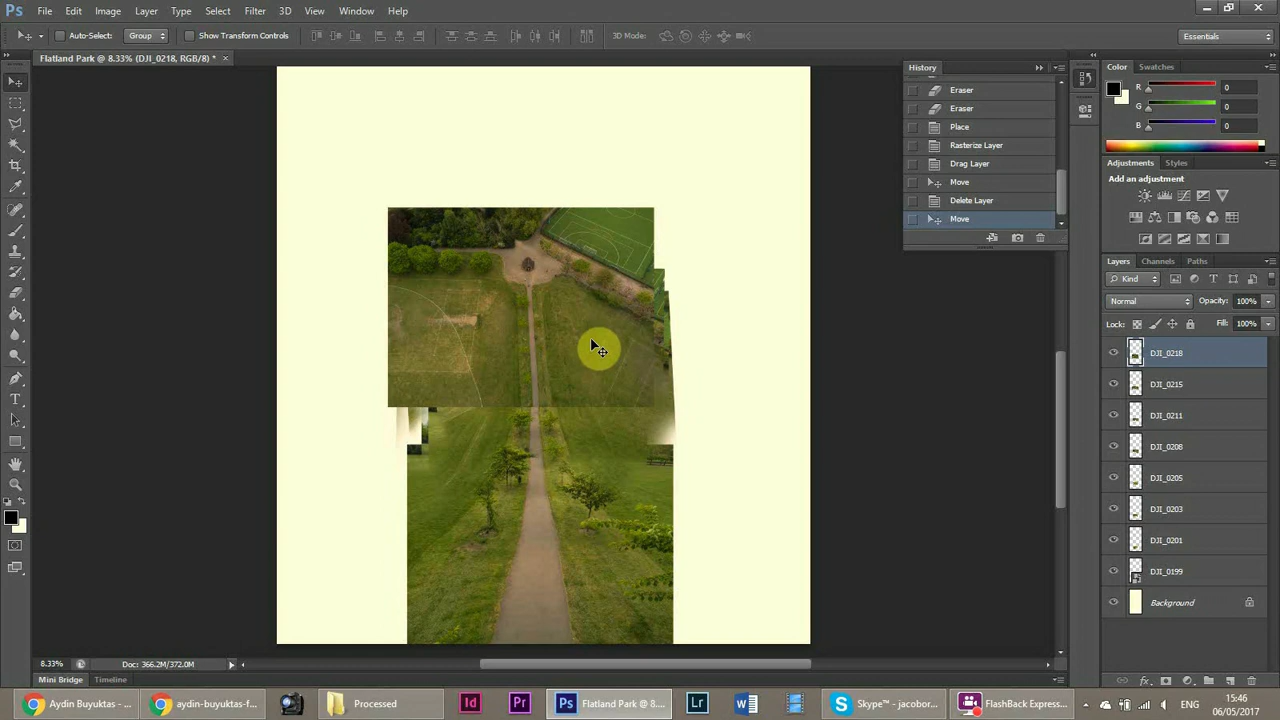 Ps File Edit Image Layer Type Select Filter 3D View Window Help
Auto-Select: Group Show Transform Controls 3D Mode: Essentials
Flatland Park @ 8.33% (DJI_0218, RGB/8) * ×
History
Eraser
Eraser
Place
Rasterize Layer
Drag Layer
Move
Delete Layer
Move
Color Swatches
R 0
G 0
B 0
Adjustments Styles
Add an adjustment
Layers Channels Paths
Kind
Normal Opacity: 100%
Lock: Fill: 100%
DJI_0218
DJI_0215
DJI_0211
DJI_0208
DJI_0205
DJI_0203
DJI_0201
DJI_0199
Background
8.33% Doc: 366.2M/372.0M
Mini Bridge Timeline
Aydin Buyuktas - ... aydin-buyuktas-f... Processed Id Pr Ps Flatland Park @ 8.... Lr Skype™ - jacobor... FlashBack Express... ENG
15:46
06/05/2017